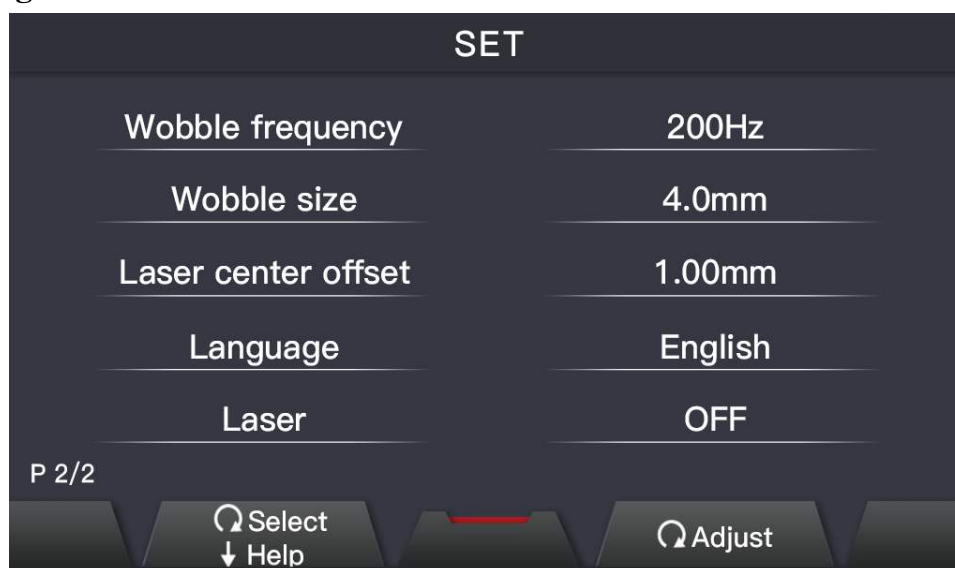 SET
Wobble frequency 200Hz
Wobble size 4.0mm
Laser center offset 1.00mm
Language English
Laser OFF
P 2/2
Select
Help
Adjust